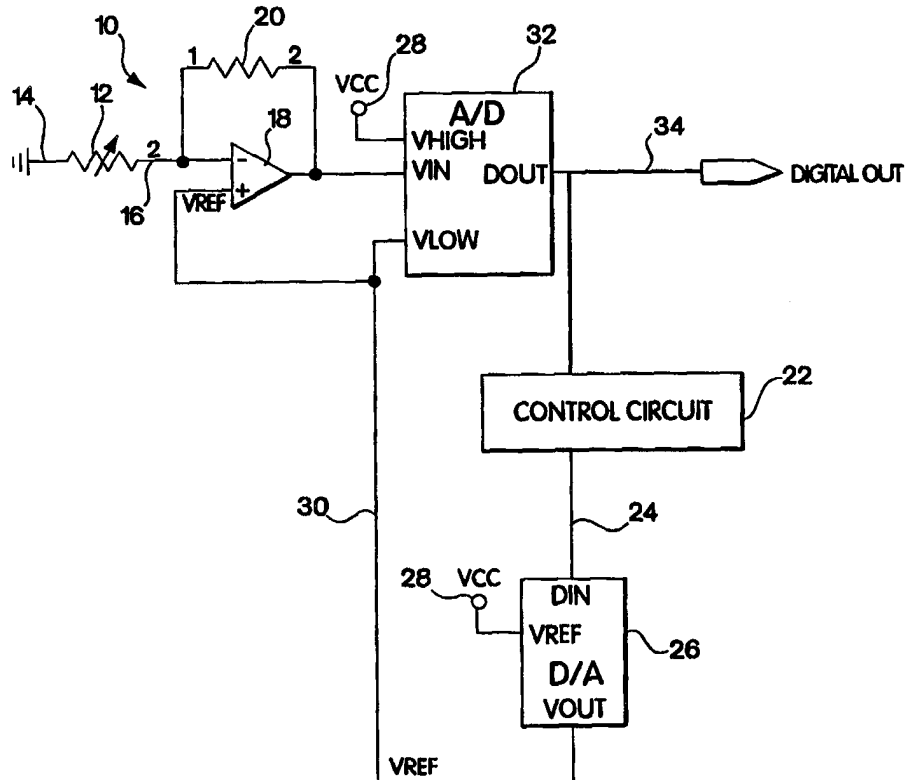 10
20
1
2
28
VCC
32
A/D
14
12
2
18
-
VHIGH
VIN
DOUT
34
DIGITAL OUT
16
VREF
+
VLOW
22
CONTROL CIRCUIT
30
24
28
VCC
DIN
VREF
26
D/A
VOUT
VREF